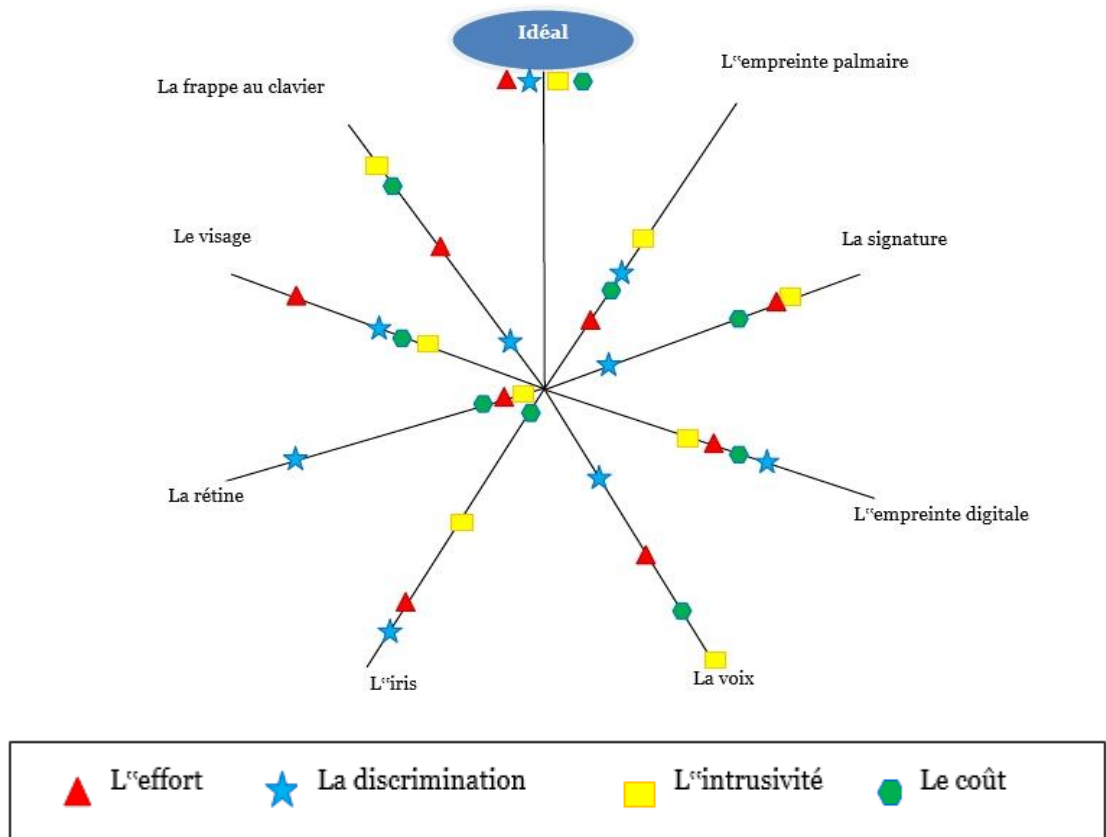 Idéal
L‟empreinte palmaire
La frappe au clavier
Le visage
La signature
La rétine
L‟empreinte digitale
L‟iris
La voix
L‟effort
La discrimination
L‟intrusivité
Le coût